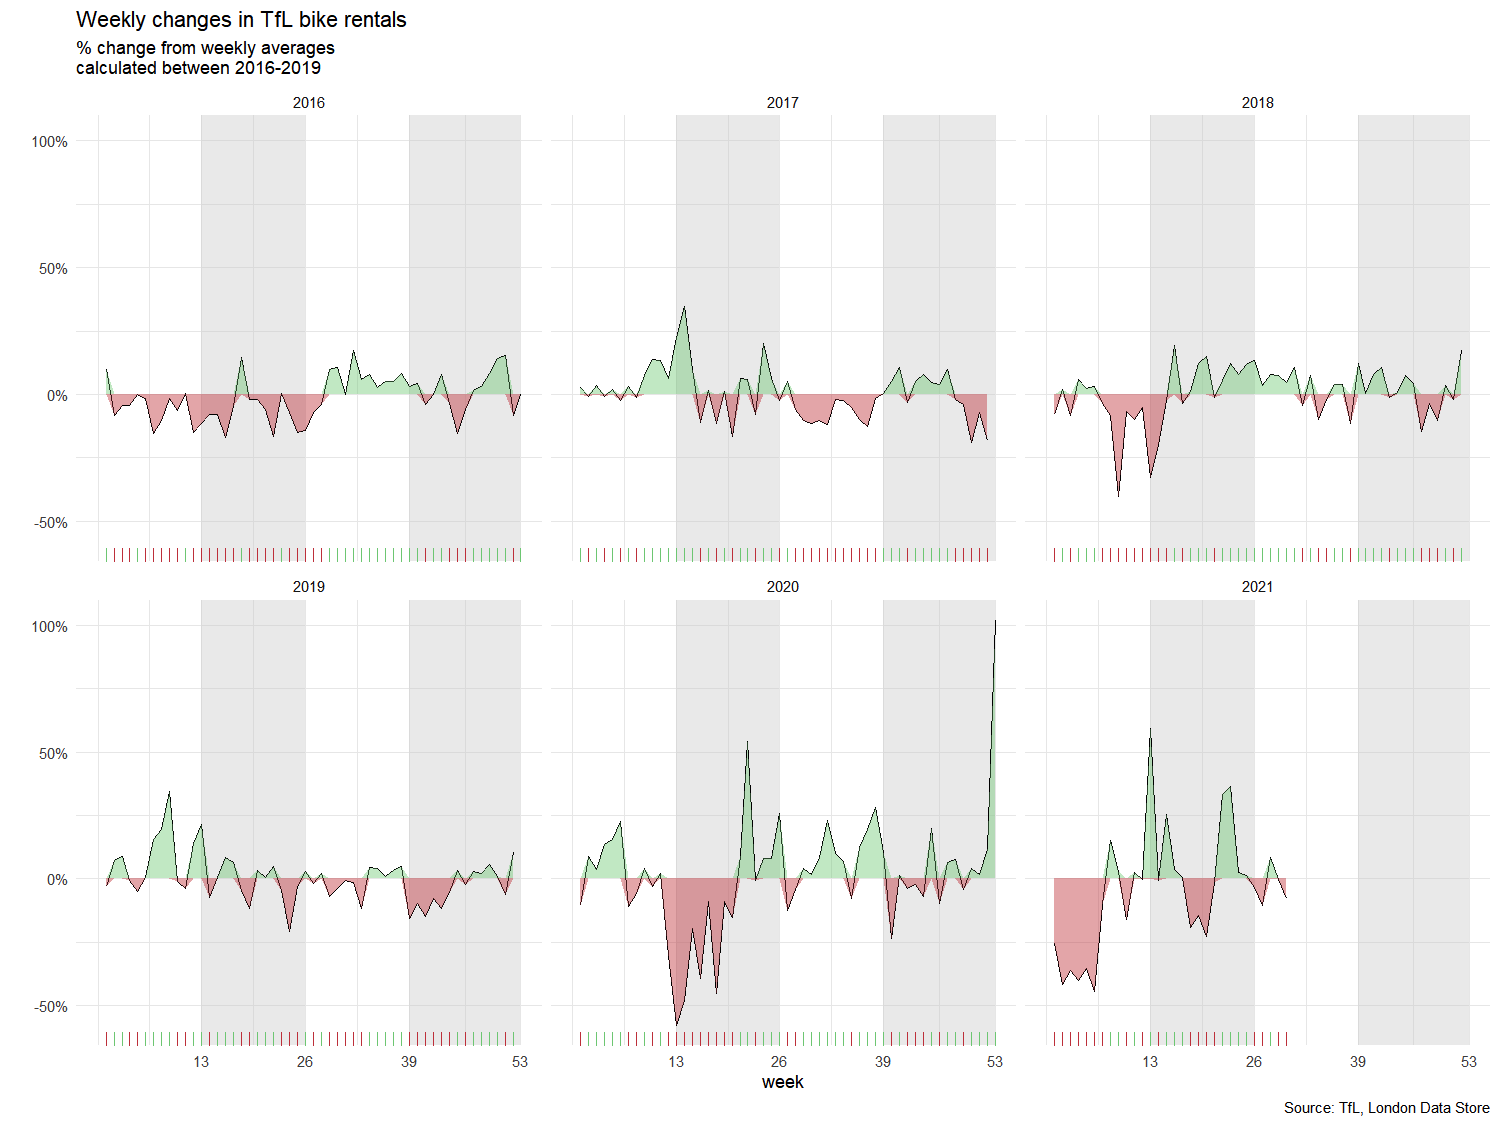 Weekly changes in TfL bike rentals
% change from weekly averages
calculated between 2016-2019
2016 2017 2018
100%
50%
0%
-50%
2019 2020 2021
100%
50%
0%
-50%
13 26 39 53 13 26 39 53 13 26 39 53
week
Source: TfL, London Data Store